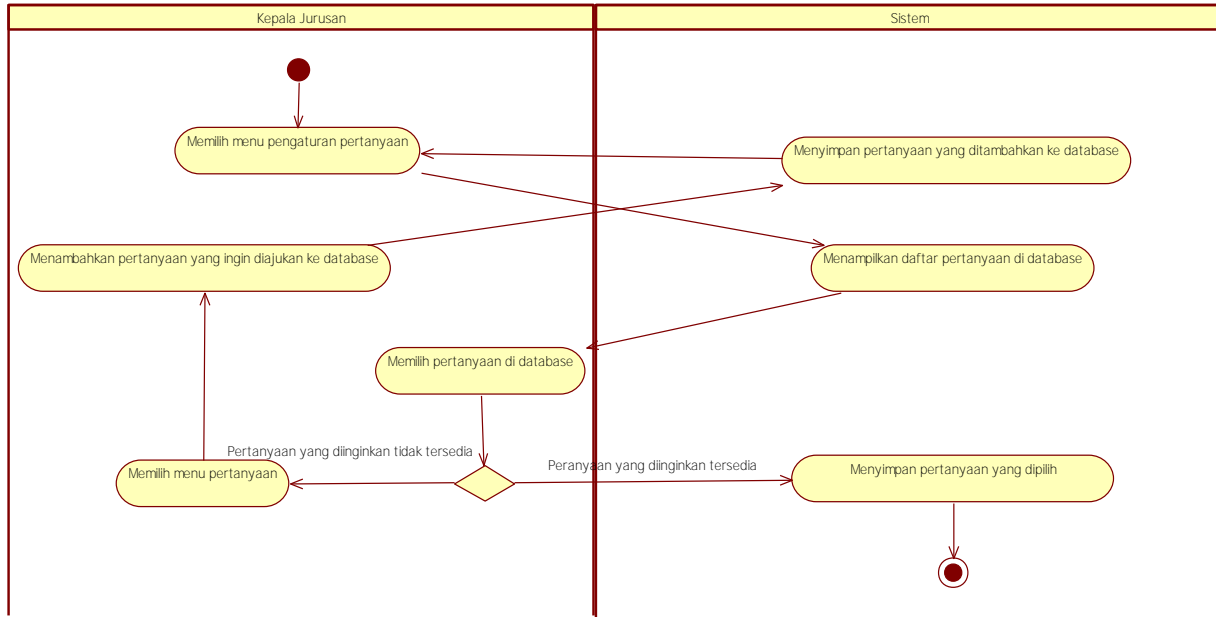 Kepala Jurusan
Sistem
Memilih menu pengaturan pertanyaan
Menyimpan pertanyaan yang ditambahkan ke database
Menambahkan pertanyaan yang ingin diajukan ke database
Menampilkan daftar pertanyaan di database
Memilih pertanyaan di database
Pertanyaan yang diinginkan tidak tersedia
Peranyaan yang diinginkan tersedia
Memilih menu pertanyaan
Menyimpan pertanyaan yang dipilih